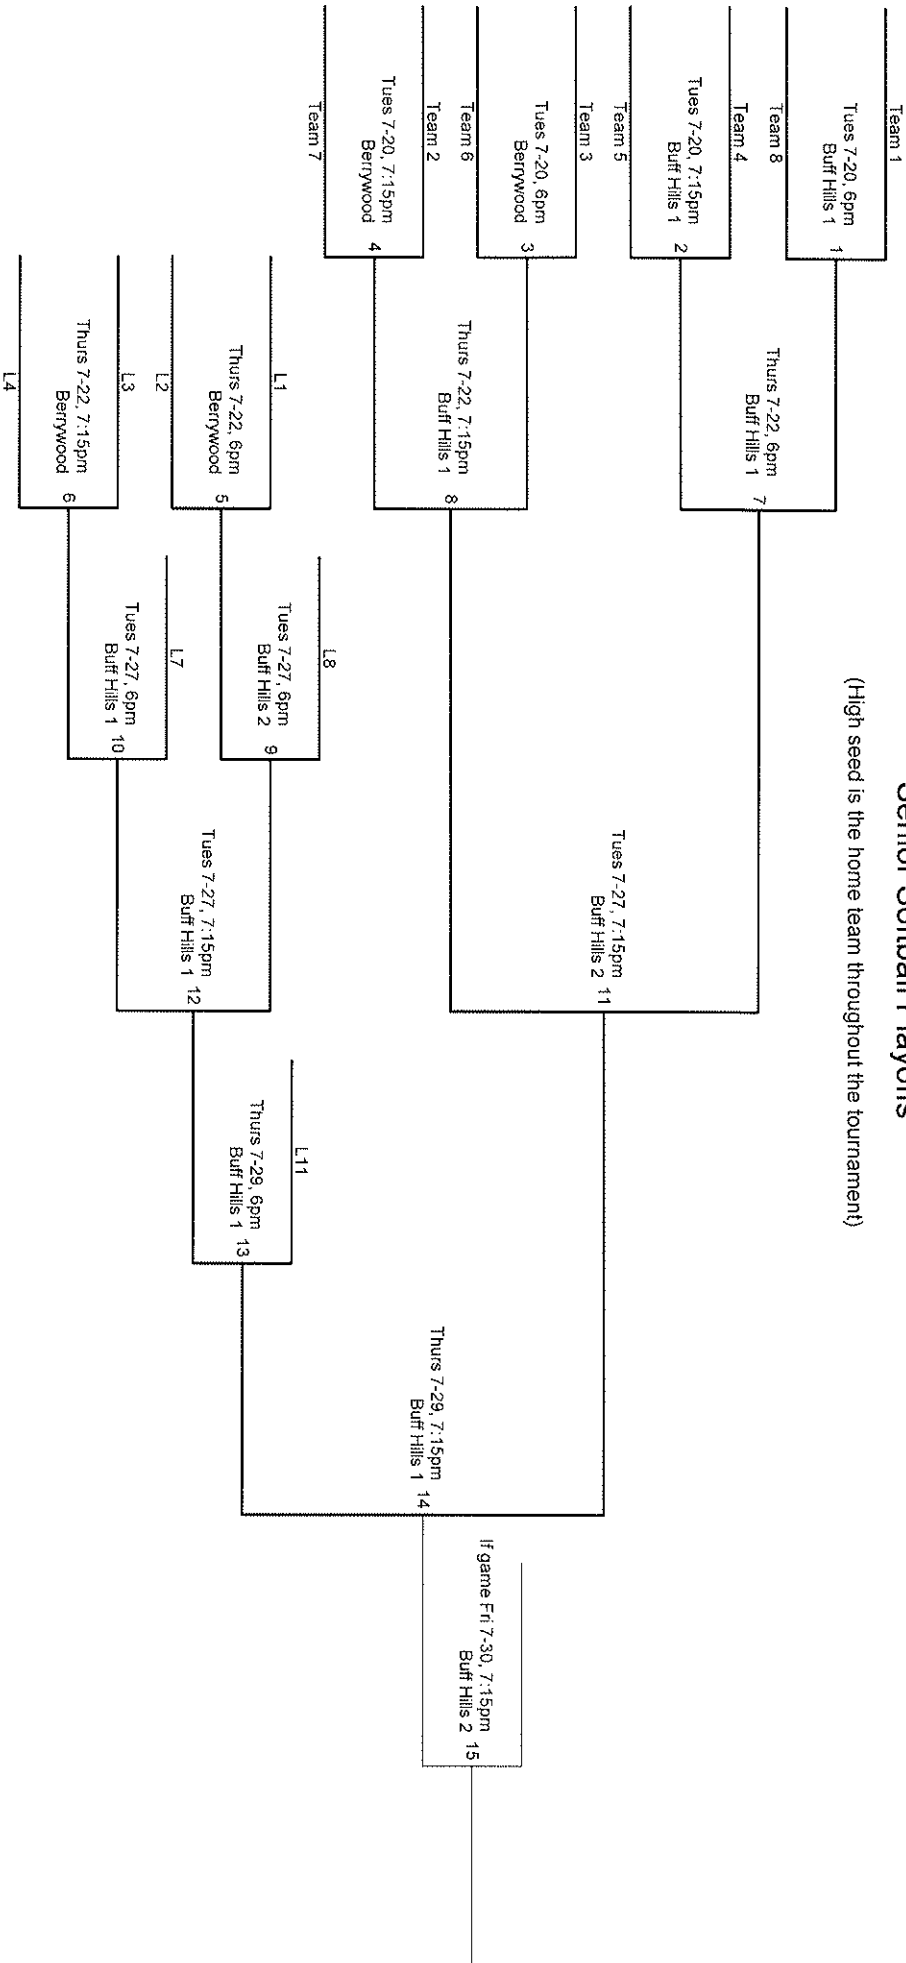 Senior Softball Playoffs
(High seed is the home team throughout the tournament)
Team 1
Tues 7-20, 6pm
Buff Hills 1
1
Team 8
Thurs 7-22, 6pm
Buff Hills 1
7
Team 4
Tues 7-20, 7:15pm
Buff Hills 1
2
Team 5
Tues 7-27, 7:15pm
Buff Hills 2
11
Team 3
Tues 7-20, 6pm
Berrywood
3
Team 6
Thurs 7-22, 7:15pm
Buff Hills 1
8
Team 2
Tues 7-20, 7:15pm
Berrywood
4
Team 7
If game Fri 7-30, 7:15pm
Buff Hills 2
15
Thurs 7-29, 7:15pm
Buff Hills 1
14
L8
Tues 7-27, 6pm
Buff Hills 2
9
L1
Thurs 7-22, 6pm
Berrywood
5
L2
L11
Thurs 7-29, 6pm
Buff Hills 1
13
Tues 7-27, 7:15pm
Buff Hills 1
12
L7
Tues 7-27, 6pm
Buff Hills 1
10
L3
Thurs 7-22, 7:15pm
Berrywood
6
L4